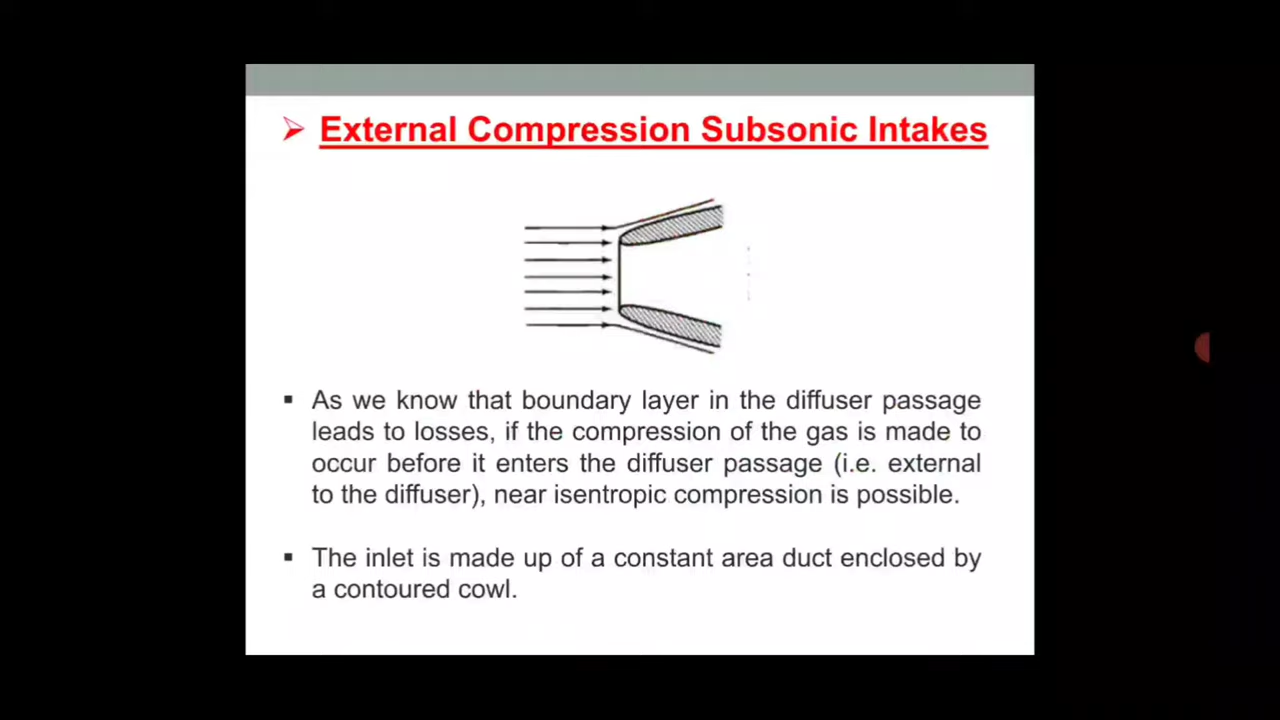 External Compression Subsonic Intakes
As we know that boundary layer in the diffuser passage
leads to losses, if the compression of the gas is made to
occur before it enters the diffuser passage (i.e. external
to the diffuser), near isentropic compression is possible.
The inlet is made up of a constant area duct enclosed by
a contoured cowl.